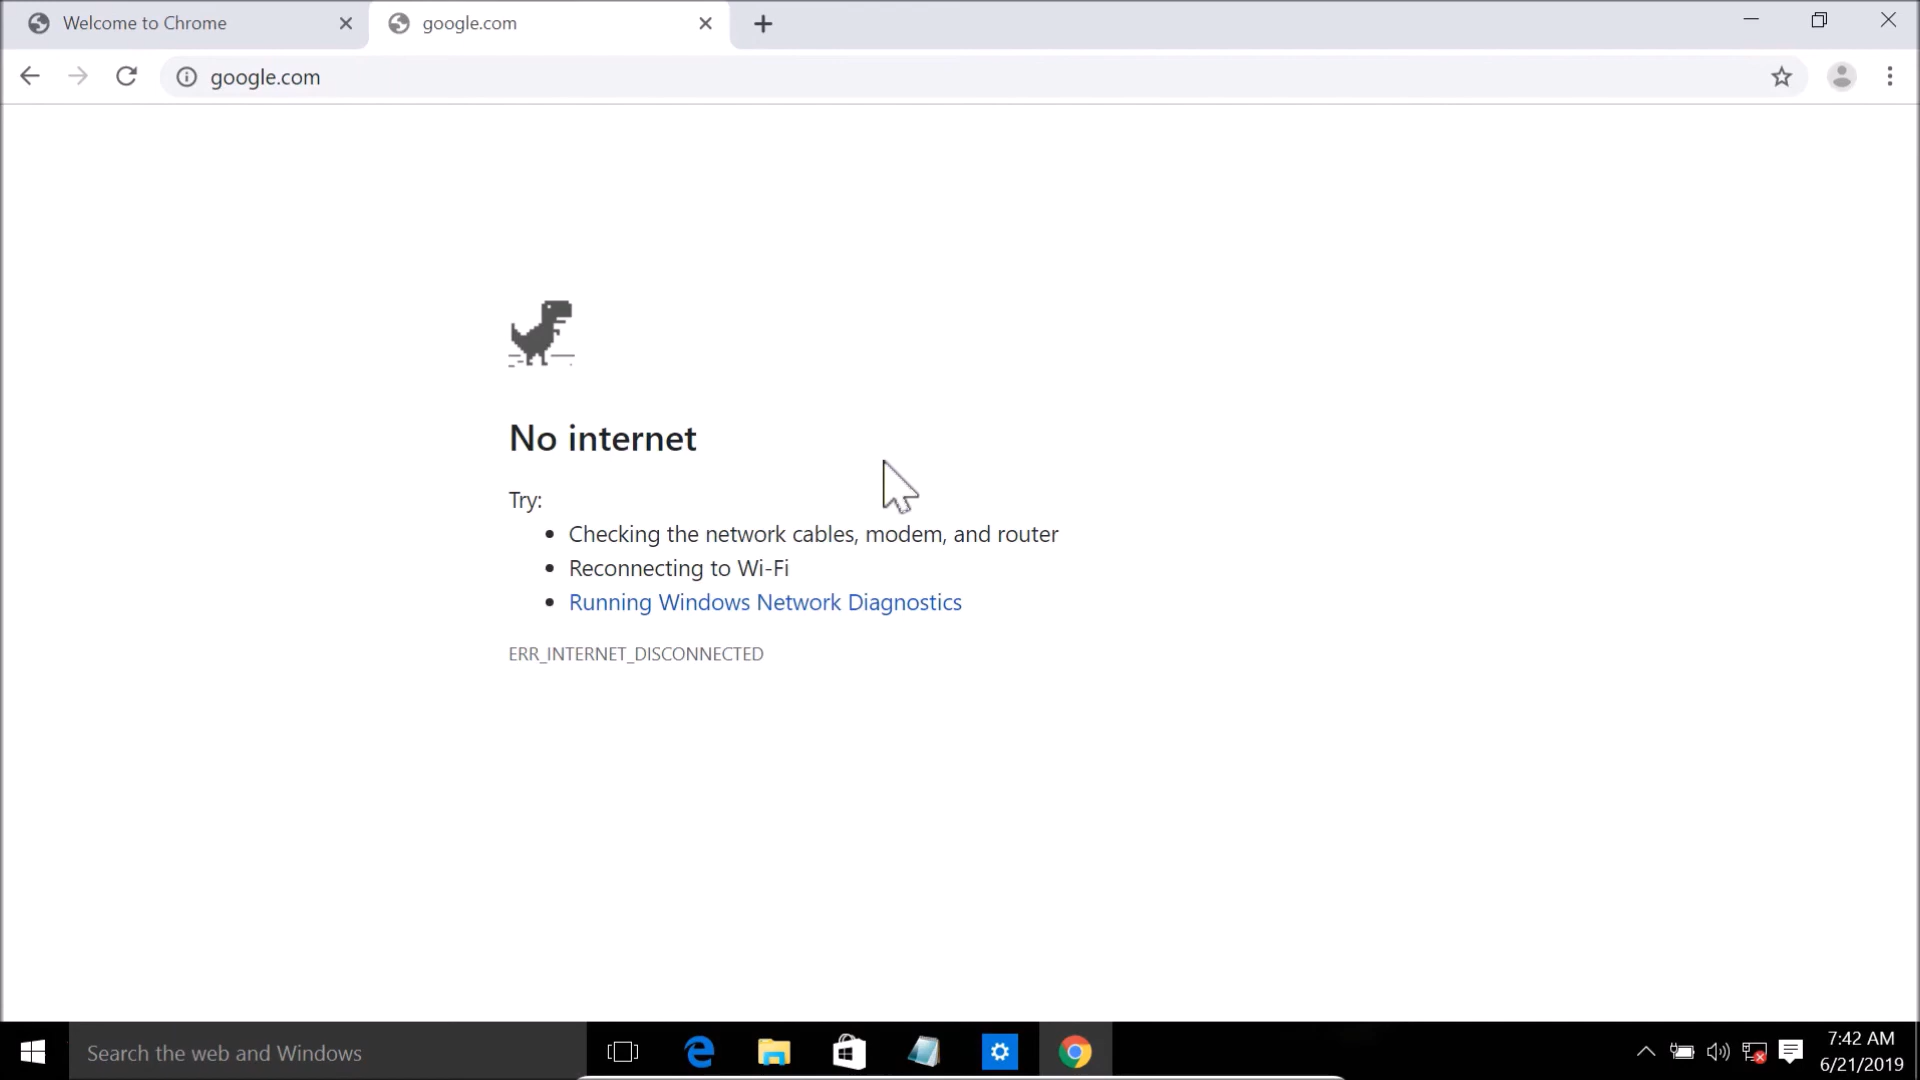 Welcome to Chrome
google.com
google.com
No internet
Try:
Checking the network cables, modem, and router
Reconnecting to Wi-Fi
Running Windows Network Diagnostics
ERR_INTERNET_DISCONNECTED
Search the web and Windows
7:42 AM
6/21/2019